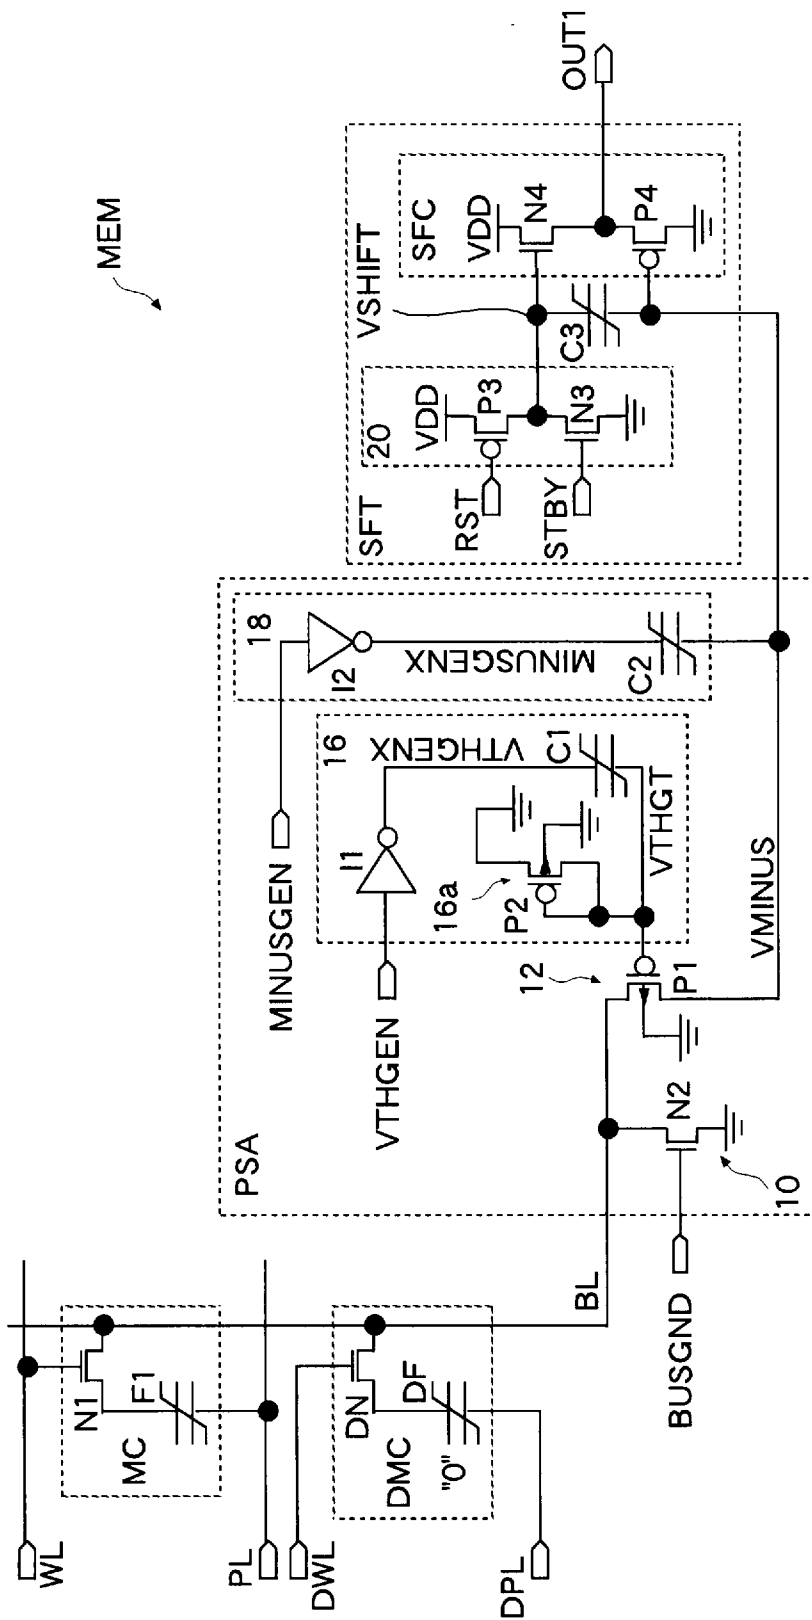 MEM
WL
N1
F1
MC
PL
DWL
DN
DF
DMC
"0"
DPL
BL
BUSGND
N2
10
PSA
MINUSGEN
VTHGEN
12
P1
VMINUS
16
I1
VTHGENX
C1
16a
P2
VTHGT
18
I2
MINUSGENX
C2
SFT
20
VDD
RST
P3
STBY
N3
VSHIFT
C3
SFC
VDD
N4
P4
OUT1